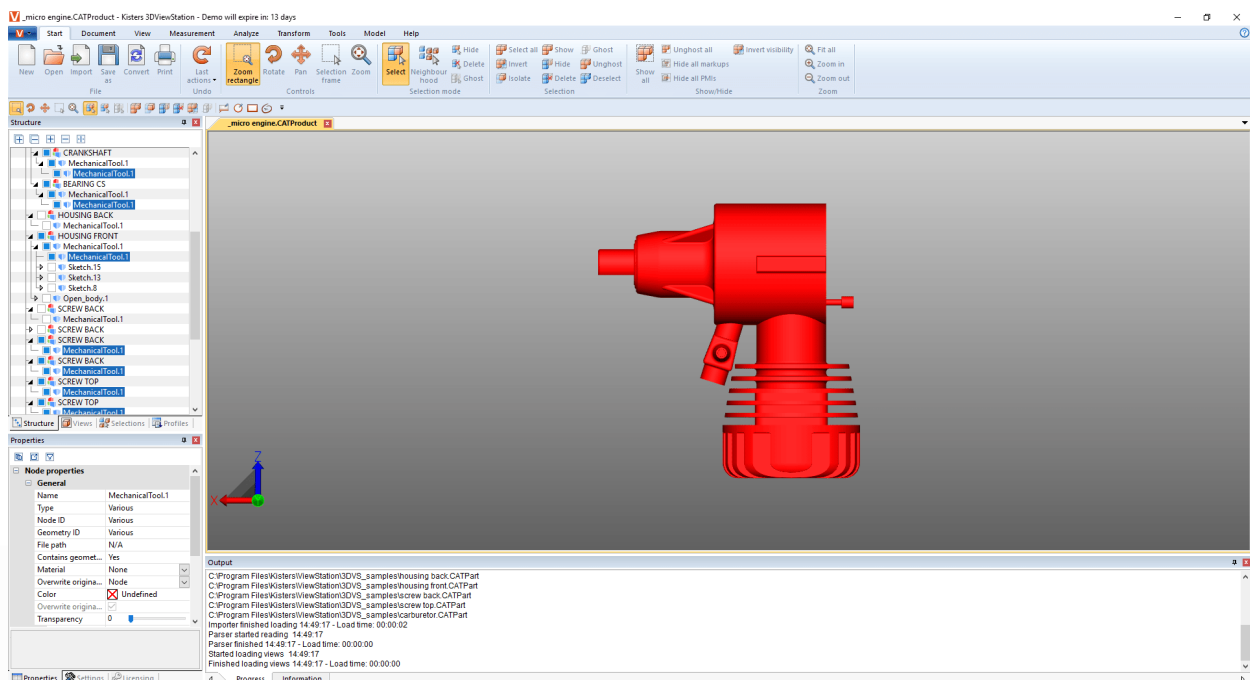 _micro engine.CATProduct - Kisters 3DViewStation - Demo will expire in: 13 days
Start Document View Measurement Analyze Transform Tools Model Help
New Open Import Save as Convert Print
File
Last actions
Undo
Zoom rectangle Rotate Pan Selection frame Zoom
Controls
Select Neighbourhood Hide Delete Ghost
Selection mode
Select all Show Ghost
Invert Hide Unghost
Isolate Delete Deselect
Selection
Show all Unghost all Invert visibility
Hide all markups
Hide all PMIs
Show/Hide
Fit all
Zoom in
Zoom out
Zoom
Structure
_micro engine.CATProduct
CRANKSHAFT
MechanicalTool.1
MechanicalTool.1
BEARING CS
MechanicalTool.1
MechanicalTool.1
HOUSING BACK
MechanicalTool.1
HOUSING FRONT
MechanicalTool.1
MechanicalTool.1
Sketch.15
Sketch.13
Sketch.8
Open_body.1
SCREW BACK
MechanicalTool.1
SCREW BACK
SCREW BACK
MechanicalTool.1
SCREW BACK
MechanicalTool.1
SCREW TOP
MechanicalTool.1
SCREW TOP
MechanicalTool.1
Structure Views Selections Profiles
Properties
Node properties
General
Name MechanicalTool.1
Type Various
Node ID Various
Geometry ID Various
File path N/A
Contains geomet... Yes
Material None
Overwrite origina... Node
Color Undefined
Overwrite origina...
Transparency 0
Properties Settings Licensing
Z
X
Output
C:\Program Files\Kisters\ViewStation\3DVS_samples\housing back.CATPart
C:\Program Files\Kisters\ViewStation\3DVS_samples\housing front.CATPart
C:\Program Files\Kisters\ViewStation\3DVS_samples\screw back.CATPart
C:\Program Files\Kisters\ViewStation\3DVS_samples\screw top.CATPart
C:\Program Files\Kisters\ViewStation\3DVS_samples\carburetor.CATPart
Importer finished loading 14:49:17 - Load time: 00:00:02
Parser started reading 14:49:17
Parser finished 14:49:17 - Load time: 00:00:00
Started loading views 14:49:17
Finished loading views 14:49:17 - Load time: 00:00:00
Progress Information